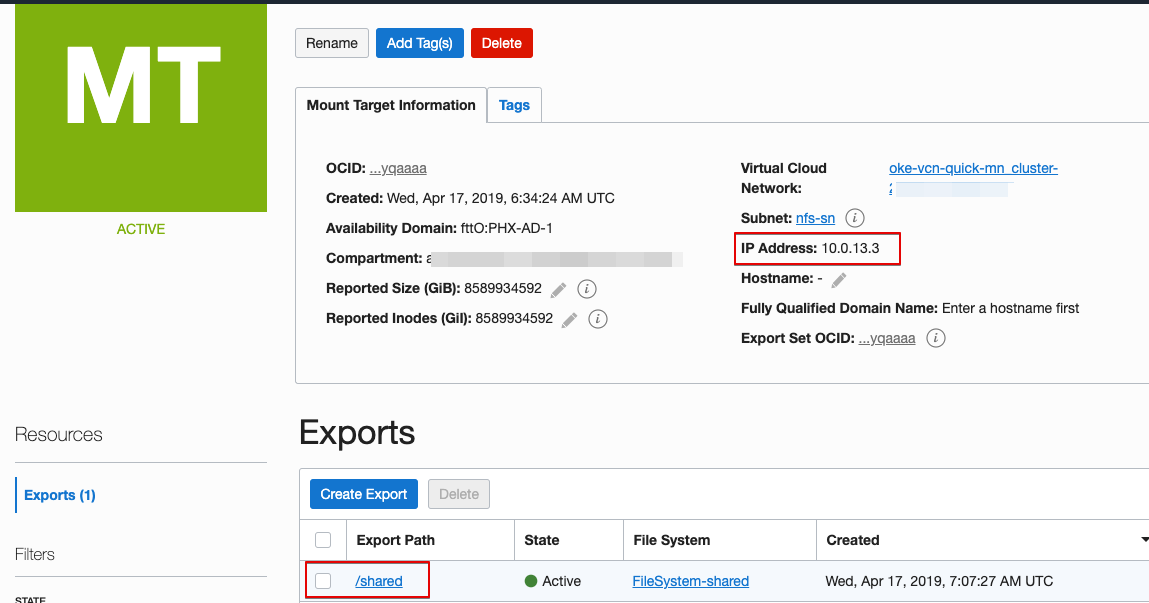 MT
ACTIVE
Rename Add Tag(s) Delete
Mount Target Information Tags
OCID: ...yqaaaa
Created: Wed, Apr 17, 2019, 6:34:24 AM UTC
Availability Domain: fttO:PHX-AD-1
Compartment:
Reported Size (GiB): 8589934592
Reported Inodes (GiI): 8589934592
Virtual Cloud Network: oke-vcn-quick-mn_cluster-
Subnet: nfs-sn
IP Address: 10.0.13.3
Hostname: -
Fully Qualified Domain Name: Enter a hostname first
Export Set OCID: ...yqaaaa
Resources
Exports (1)
Filters
STATE
Exports
Create Export Delete
Export Path State File System Created
/shared Active FileSystem-shared Wed, Apr 17, 2019, 7:07:27 AM UTC